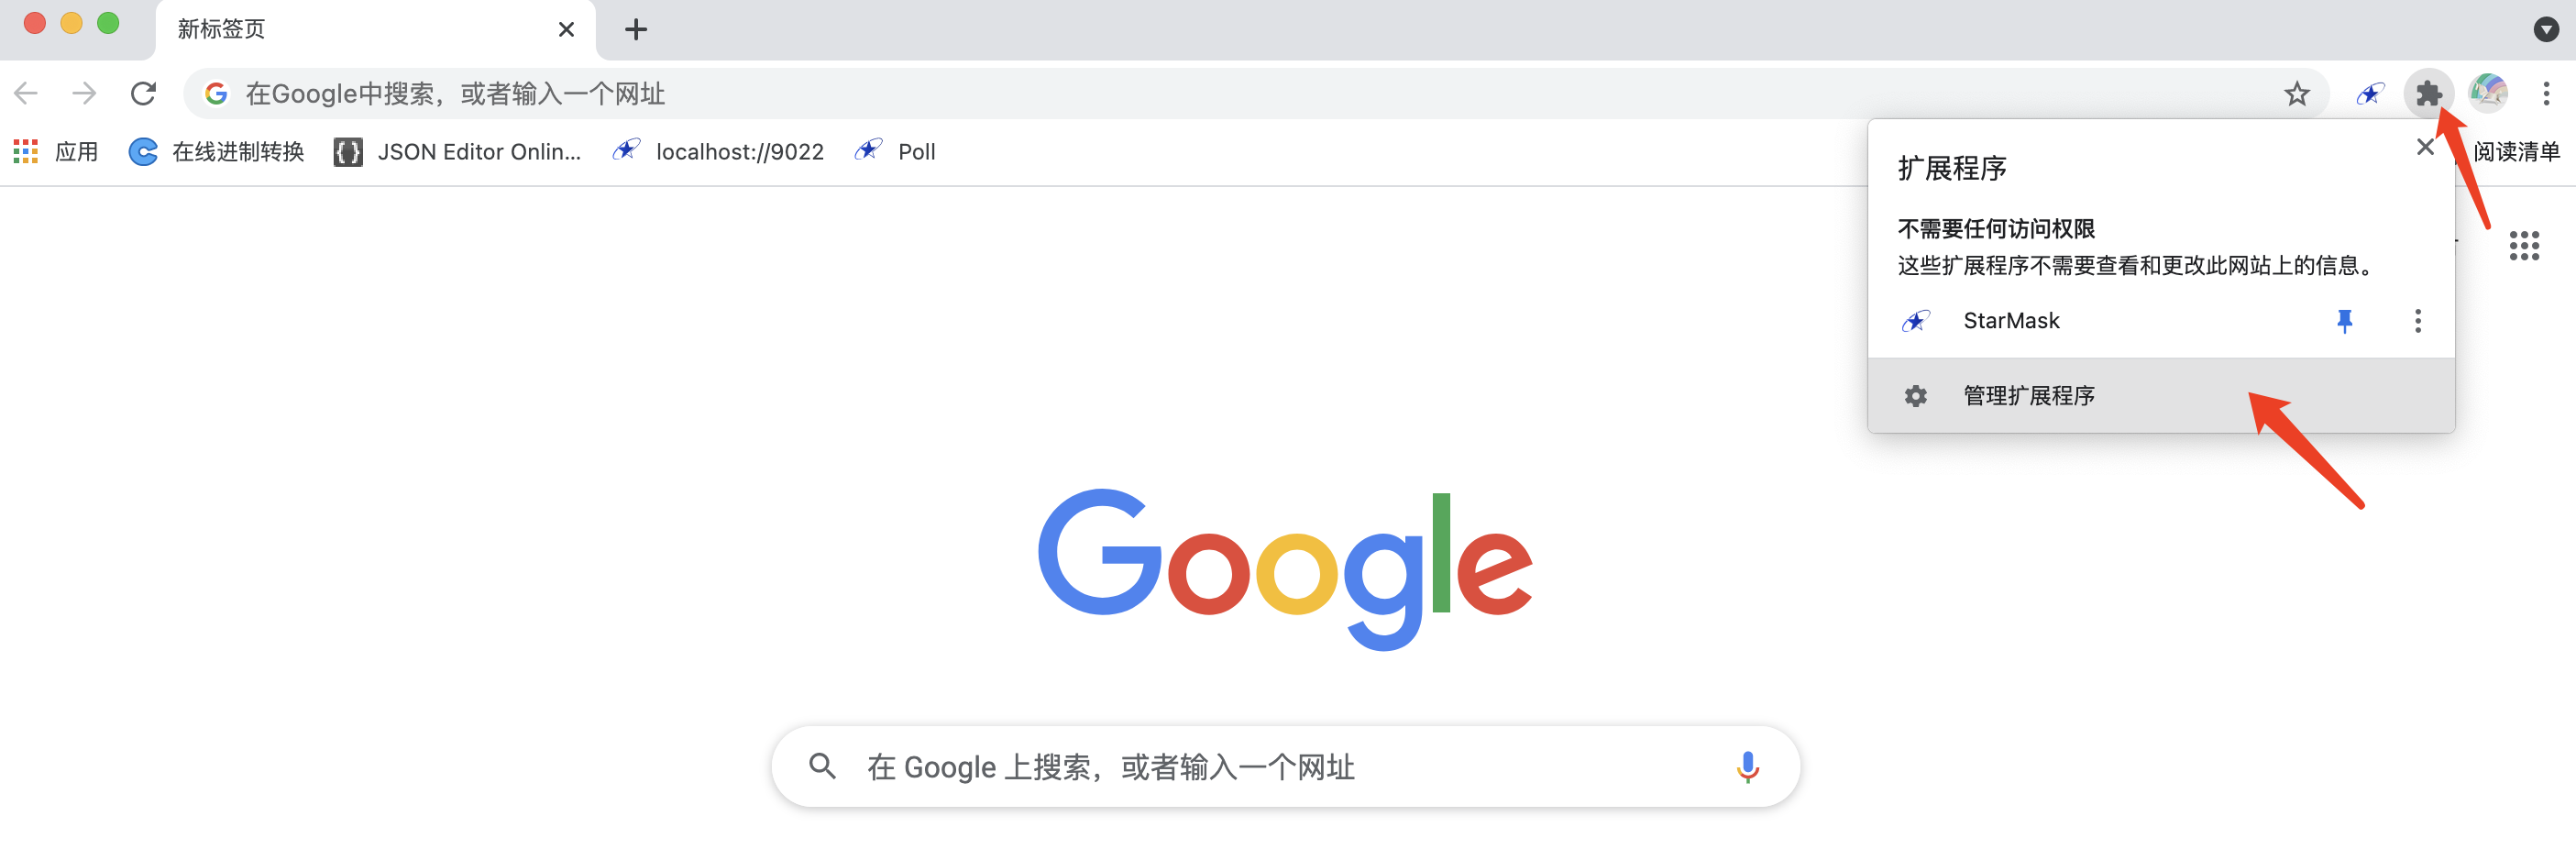 新标签页
在Google中搜索，或者输入一个网址
应用
在线进制转换
JSON Editor Onlin...
localhost://9022
Poll
阅读清单
扩展程序
不需要任何访问权限
这些扩展程序不需要查看和更改此网站上的信息。
StarMask
管理扩展程序
Google
在 Google 上搜索，或者输入一个网址